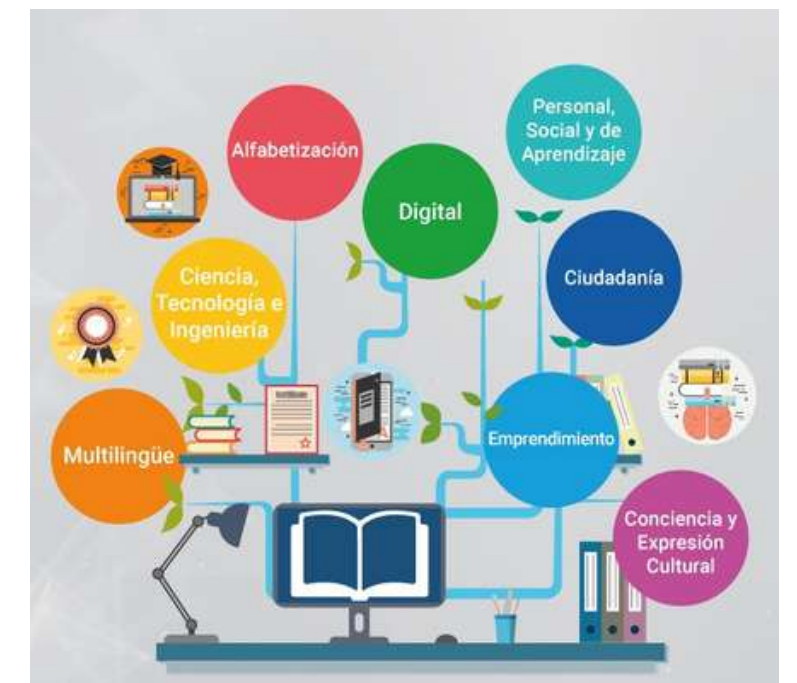 Alfabetización
Personal,
Social y de
Aprendizaje
Digital
Ciencia,
Tecnología e
Ingeniería
Ciudadanía
Multilingüe
Emprendimiento
Conciencia y
Expresión
Cultural